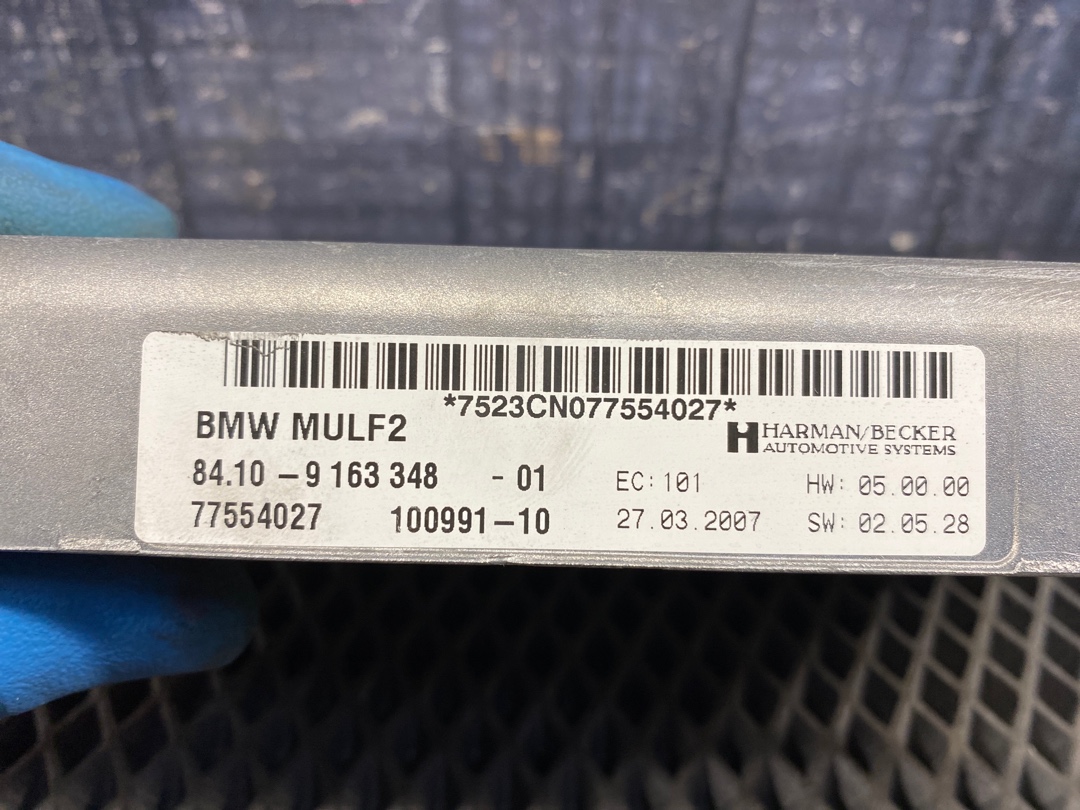 *7523CN077554027*
BMW MULF2
HARMAN/BECKER
AUTOMOTIVE SYSTEMS
84.10 - 9 163 348 - 01 EC: 101 HW: 05.00.00
77554027 100991-10 27.03.2007 SW: 02.05.28